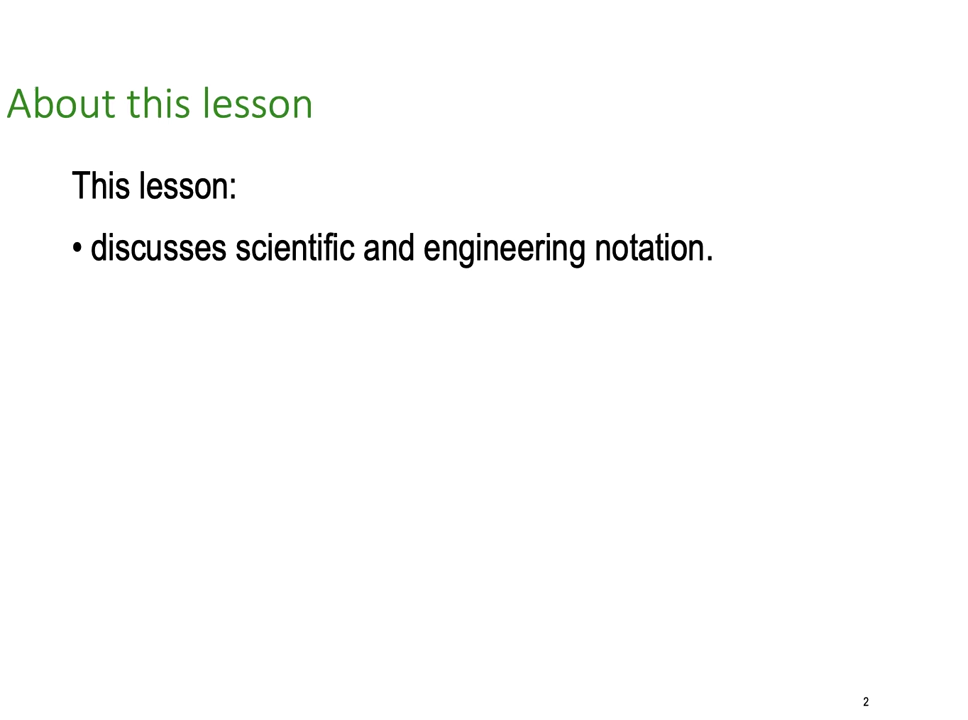 About this lesson
This lesson:
• discusses scientific and engineering notation.
2